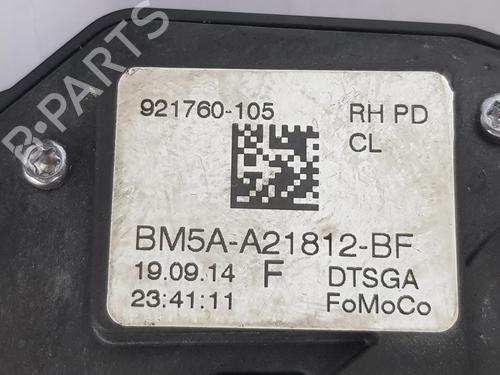 B-PARTS
921760-105 RH PD
CL
BM5A-A21812-BF
19.09.14 F DTSGA
23:41:11 FoMoCo